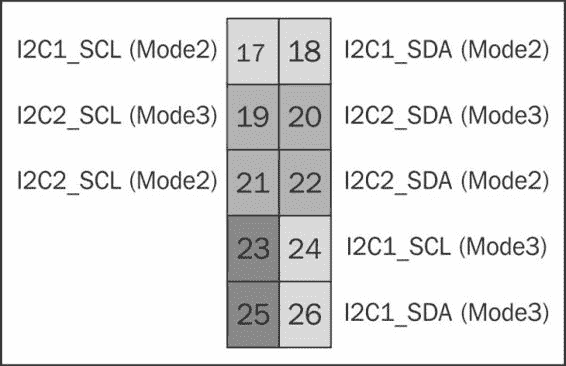 I2C1_SCL (Mode2) 17 18 I2C1_SDA (Mode2)
I2C2_SCL (Mode3) 19 20 I2C2_SDA (Mode3)
I2C2_SCL (Mode2) 21 22 I2C2_SDA (Mode2)
23 24 I2C1_SCL (Mode3)
25 26 I2C1_SDA (Mode3)